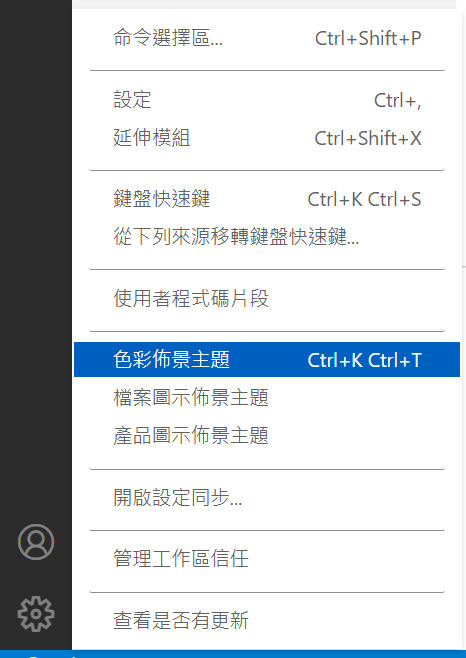 命令選擇區... Ctrl+Shift+P
設定 Ctrl+,
延伸模組 Ctrl+Shift+X
鍵盤快速鍵 Ctrl+K Ctrl+S
從下列來源移轉鍵盤快速鍵...
使用者程式碼片段
色彩佈景主題 Ctrl+K Ctrl+T
檔案圖示佈景主題
產品圖示佈景主題
開啟設定同步...
管理工作區信任
查看是否有更新